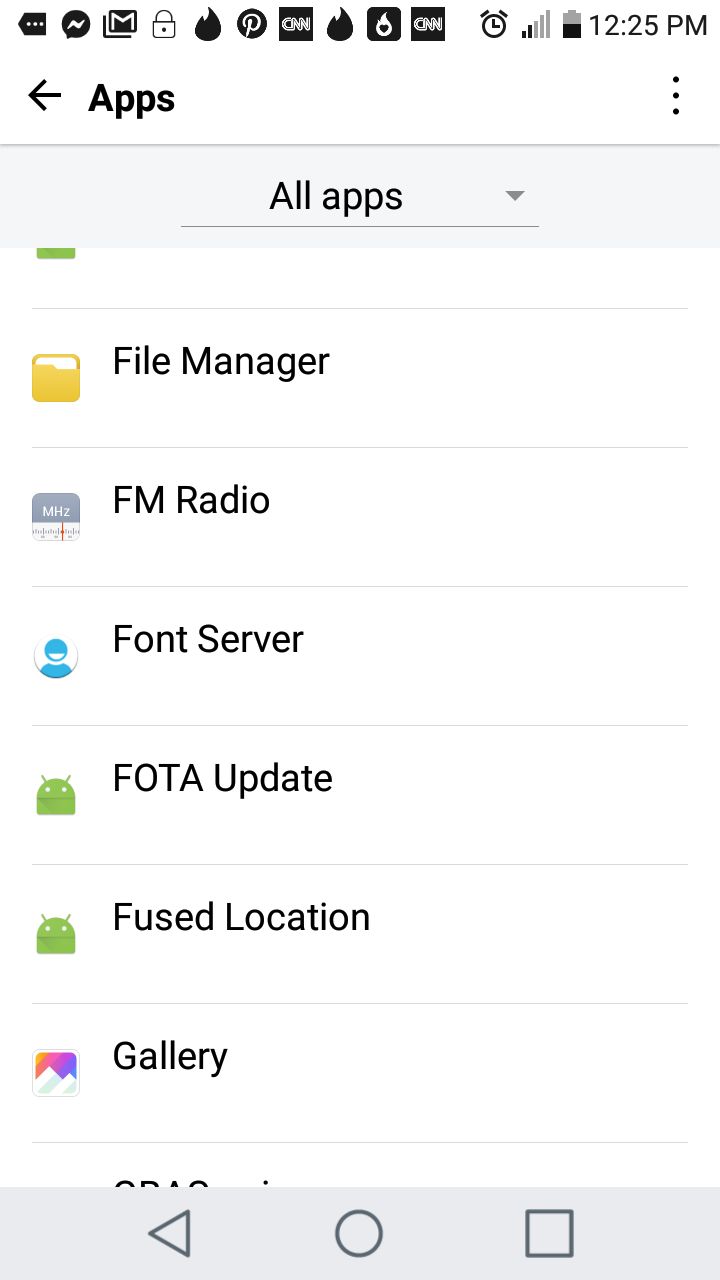 CNN
CNN
12:25 PM
Apps
All apps
File Manager
MHz
FM Radio
Font Server
FOTA Update
Fused Location
Gallery